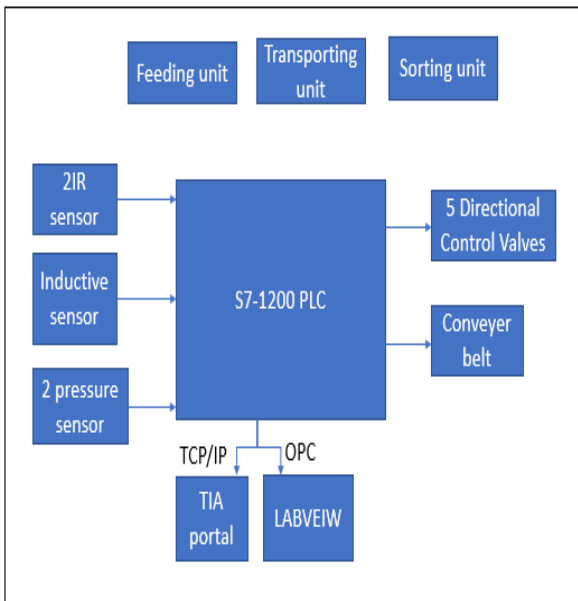 Feeding unit
Transporting
unit
Sorting unit
2IR
sensor
Inductive
sensor
2 pressure
sensor
S7-1200 PLC
5 Directional
Control Valves
Conveyer
belt
TCP/IP
OPC
TIA
portal
LABVEIW